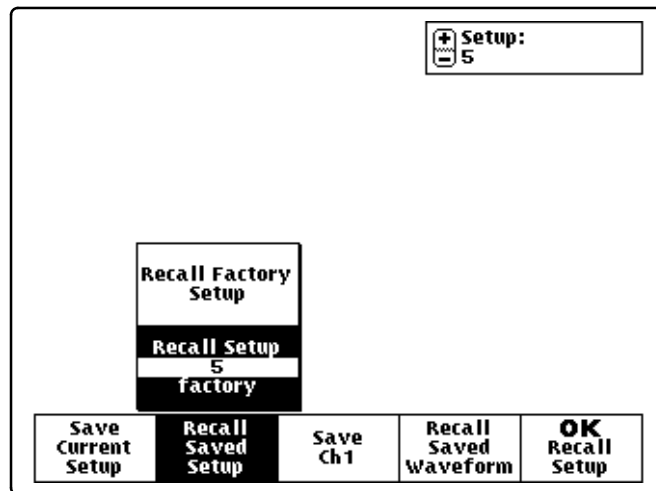 + Setup:
- 5
Recall Factory
Setup
Recall Setup
5
factory
Save
Current
Setup
Recall
Saved
Setup
Save
Ch1
Recall
Saved
Waveform
OK
Recall
Setup